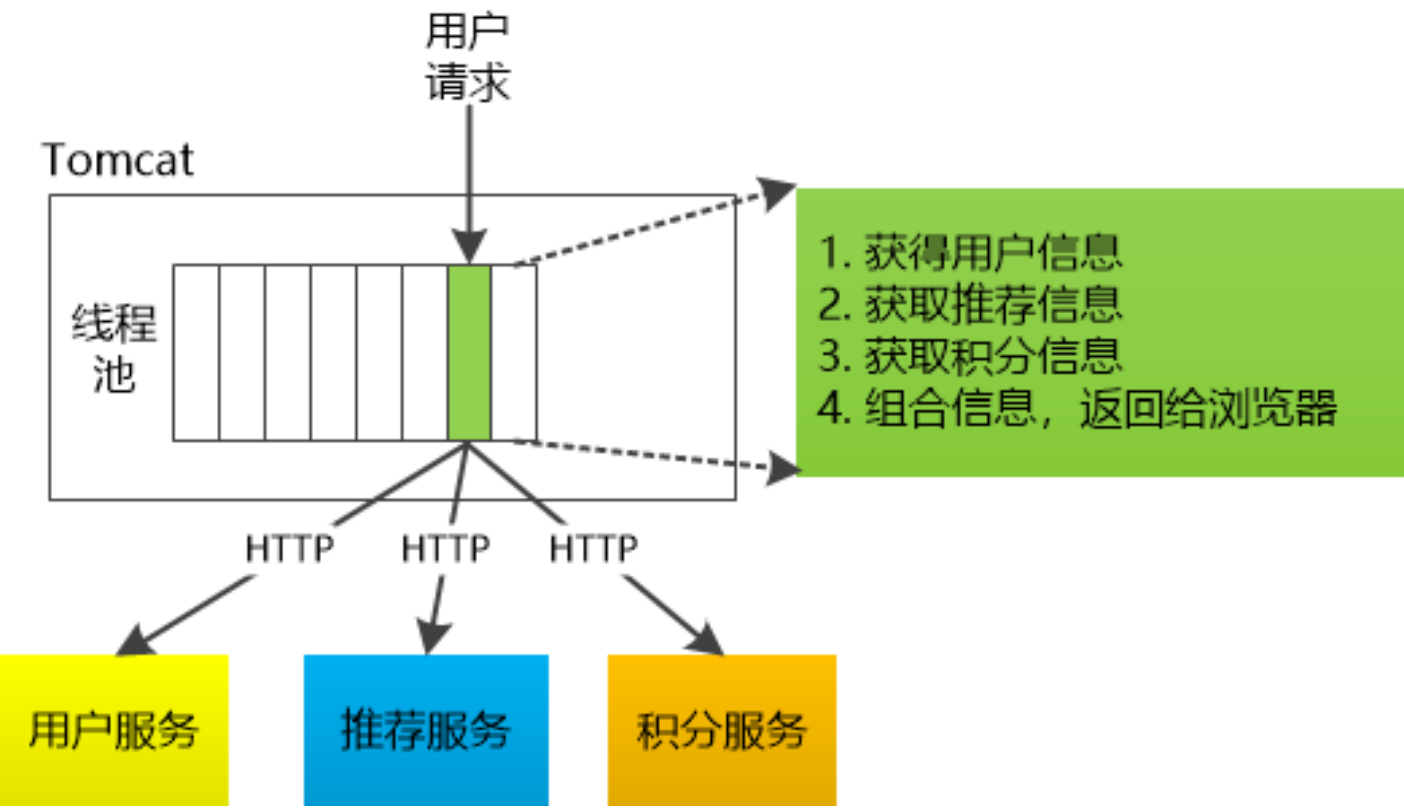 用户
请求
Tomcat
线程
池
1. 获得用户信息
2. 获取推荐信息
3. 获取积分信息
4. 组合信息，返回给浏览器
HTTP
HTTP
HTTP
用户服务
推荐服务
积分服务